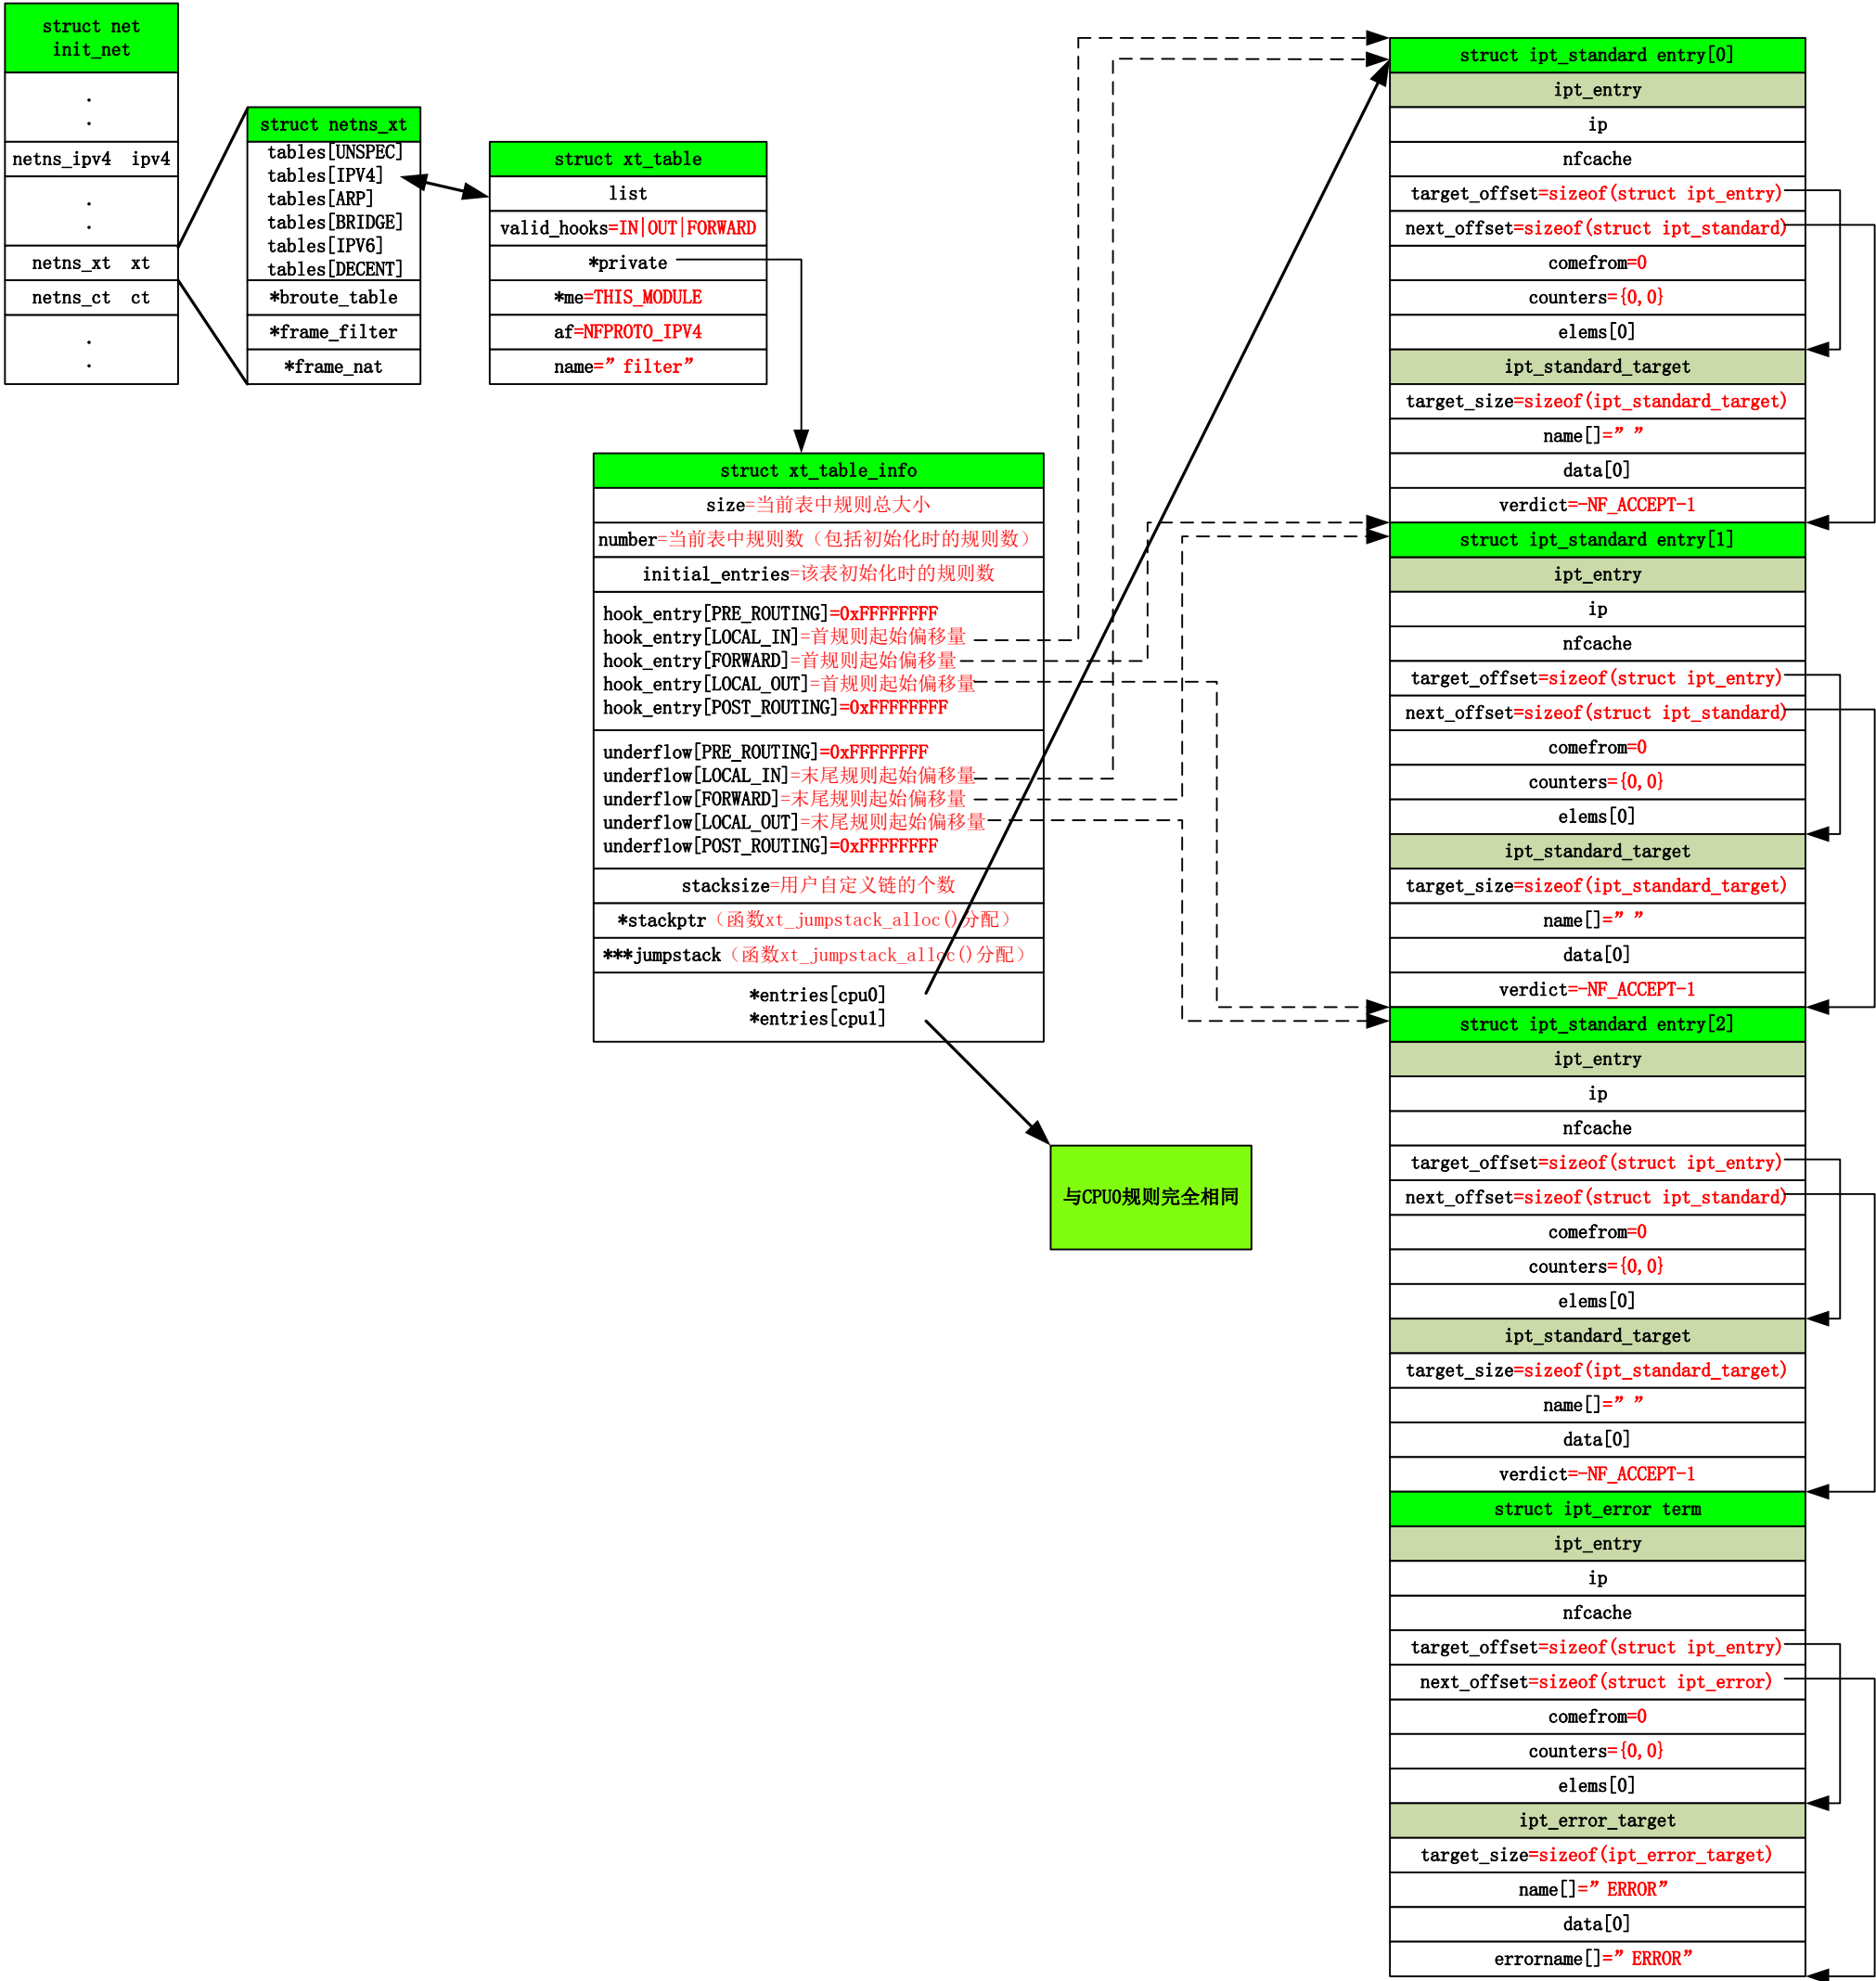 struct net
init_net
.
.
netns_ipv4 ipv4
.
.
netns_xt xt
netns_ct ct
.
.
struct netns_xt
tables[UNSPEC]
tables[IPV4]
tables[ARP]
tables[BRIDGE]
tables[IPV6]
tables[DECENT]
*broute_table
*frame_filter
*frame_nat
struct xt_table
list
valid_hooks=IN|OUT|FORWARD
*private
*me=THIS_MODULE
af=NFPROTO_IPV4
name=”filter”
struct xt_table_info
size=当前表中规则总大小
number=当前表中规则数（包括初始化时的规则数）
initial_entries=该表初始化时的规则数
hook_entry[PRE_ROUTING]=0xFFFFFFFF
hook_entry[LOCAL_IN]=首规则起始偏移量
hook_entry[FORWARD]=首规则起始偏移量
hook_entry[LOCAL_OUT]=首规则起始偏移量
hook_entry[POST_ROUTING]=0xFFFFFFFF
underflow[PRE_ROUTING]=0xFFFFFFFF
underflow[LOCAL_IN]=末尾规则起始偏移量
underflow[FORWARD]=末尾规则起始偏移量
underflow[LOCAL_OUT]=末尾规则起始偏移量
underflow[POST_ROUTING]=0xFFFFFFFF
stacksize=用户自定义链的个数
*stackptr（函数xt_jumpstack_alloc()分配）
***jumpstack（函数xt_jumpstack_alloc()分配）
*entries[cpu0]
*entries[cpu1]
与CPU0规则完全相同
struct ipt_standard entry[0]
ipt_entry
ip
nfcache
target_offset=sizeof(struct ipt_entry)
next_offset=sizeof(struct ipt_standard)
comefrom=0
counters={0,0}
elems[0]
ipt_standard_target
target_size=sizeof(ipt_standard_target)
name[]=””
data[0]
verdict=-NF_ACCEPT-1
struct ipt_standard entry[1]
ipt_entry
ip
nfcache
target_offset=sizeof(struct ipt_entry)
next_offset=sizeof(struct ipt_standard)
comefrom=0
counters={0,0}
elems[0]
ipt_standard_target
target_size=sizeof(ipt_standard_target)
name[]=””
data[0]
verdict=-NF_ACCEPT-1
struct ipt_standard entry[2]
ipt_entry
ip
nfcache
target_offset=sizeof(struct ipt_entry)
next_offset=sizeof(struct ipt_standard)
comefrom=0
counters={0,0}
elems[0]
ipt_standard_target
target_size=sizeof(ipt_standard_target)
name[]=””
data[0]
verdict=-NF_ACCEPT-1
struct ipt_error term
ipt_entry
ip
nfcache
target_offset=sizeof(struct ipt_entry)
next_offset=sizeof(struct ipt_error)
comefrom=0
counters={0,0}
elems[0]
ipt_error_target
target_size=sizeof(ipt_error_target)
name[]=”ERROR”
data[0]
errorname[]=”ERROR”